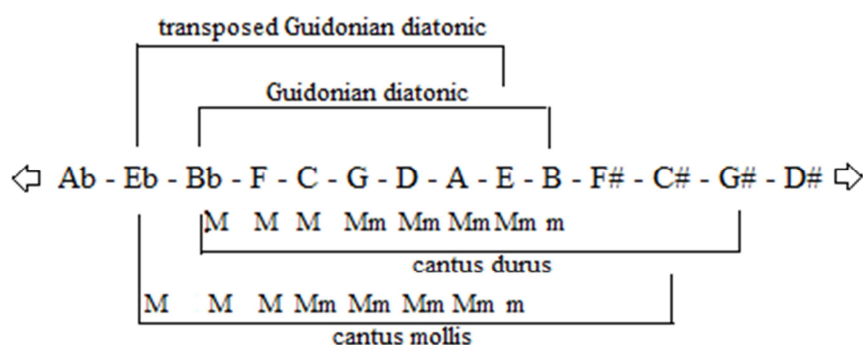 transposed Guidonian diatonic
Guidonian diatonic
Ab - Eb - Bb - F - C - G - D - A - E - B - F# - C# - G# - D#
M M M Mm Mm Mm Mm m
cantus durus
M M M Mm Mm Mm Mm m
cantus mollis